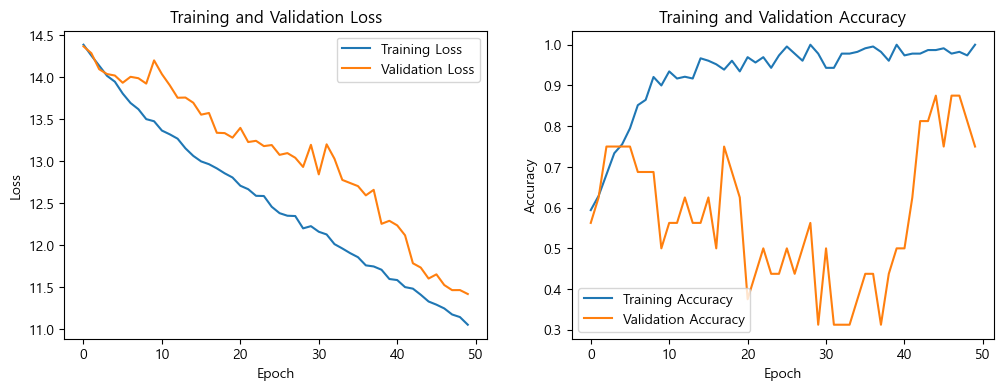 Training and Validation Loss
14.5
14.0
13.5
13.0
12.5
12.0
11.5
11.0
Loss
0 10 20 30 40 50
Epoch
Training Loss
Validation Loss
Training and Validation Accuracy
1.0
0.9
0.8
0.7
0.6
0.5
0.4
0.3
Accuracy
0 10 20 30 40 50
Epoch
Training Accuracy
Validation Accuracy